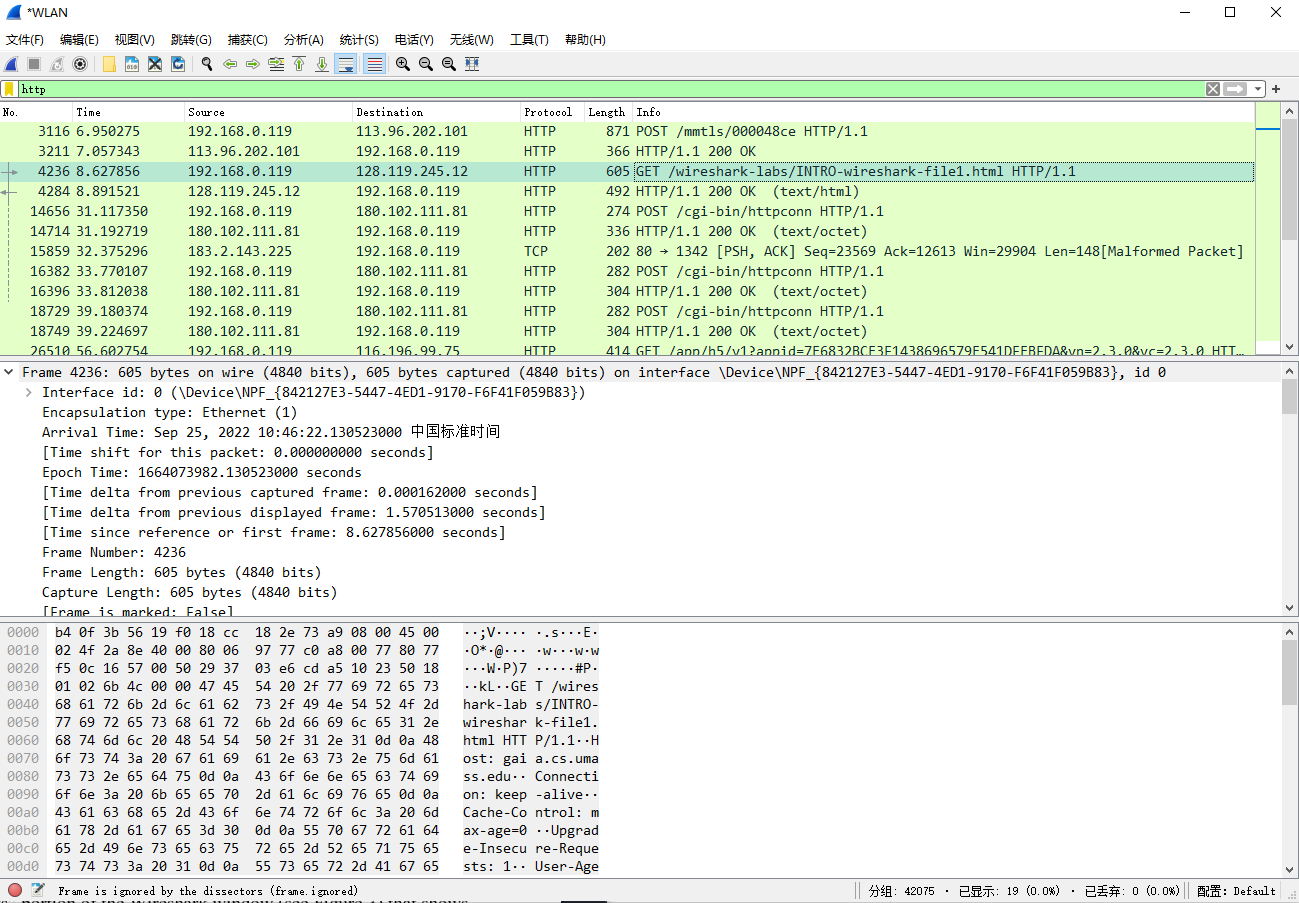 *WLAN
文件(F) 编辑(E) 视图(V) 跳转(G) 捕获(C) 分析(A) 统计(S) 电话(Y) 无线(W) 工具(T) 帮助(H)
http
No. Time Source Destination Protocol Length Info
3116 6.950275 192.168.0.119 113.96.202.101 HTTP 871 POST /mmtls/000048ce HTTP/1.1
3211 7.057343 113.96.202.101 192.168.0.119 HTTP 366 HTTP/1.1 200 OK
4236 8.627856 192.168.0.119 128.119.245.12 HTTP 605 GET /wireshark-labs/INTRO-wireshark-file1.html HTTP/1.1
4284 8.891521 128.119.245.12 192.168.0.119 HTTP 492 HTTP/1.1 200 OK  (text/html)
14656 31.117350 192.168.0.119 180.102.111.81 HTTP 274 POST /cgi-bin/httpconn HTTP/1.1
14714 31.192719 180.102.111.81 192.168.0.119 HTTP 336 HTTP/1.1 200 OK  (text/octet)
15859 32.375296 183.2.143.225 192.168.0.119 TCP 202 80 → 1342 [PSH, ACK] Seq=23569 Ack=12613 Win=29904 Len=148[Malformed Packet]
16382 33.770107 192.168.0.119 180.102.111.81 HTTP 282 POST /cgi-bin/httpconn HTTP/1.1
16396 33.812038 180.102.111.81 192.168.0.119 HTTP 304 HTTP/1.1 200 OK  (text/octet)
18729 39.180374 192.168.0.119 180.102.111.81 HTTP 282 POST /cgi-bin/httpconn HTTP/1.1
18749 39.224697 180.102.111.81 192.168.0.119 HTTP 304 HTTP/1.1 200 OK  (text/octet)
26510 56.602754 192.168.0.119 116.196.99.75 HTTP 414 GET /app/h5/v1?appid=7E6832BCE3F1438696579E541DFFBFDA&vn=2.3.0&vc=2.3.0 HTT…
Frame 4236: 605 bytes on wire (4840 bits), 605 bytes captured (4840 bits) on interface \Device\NPF_{842127E3-5447-4ED1-9170-F6F41F059B83}, id 0
Interface id: 0 (\Device\NPF_{842127E3-5447-4ED1-9170-F6F41F059B83})
Encapsulation type: Ethernet (1)
Arrival Time: Sep 25, 2022 10:46:22.130523000 中国标准时间
[Time shift for this packet: 0.000000000 seconds]
Epoch Time: 1664073982.130523000 seconds
[Time delta from previous captured frame: 0.000162000 seconds]
[Time delta from previous displayed frame: 1.570513000 seconds]
[Time since reference or first frame: 8.627856000 seconds]
Frame Number: 4236
Frame Length: 605 bytes (4840 bits)
Capture Length: 605 bytes (4840 bits)
[Frame is marked: False]
0000 b4 0f 3b 56 19 f0 18 cc 18 2e 73 a9 08 00 45 00 ··;V···· ·.s···E·
0010 02 4f 2a 8e 40 00 80 06 97 77 c0 a8 00 77 80 77 ·O*·@··· ·w···w·w
0020 f5 0c 16 57 00 50 29 37 03 e6 cd a5 10 23 50 18 ···W·P)7 ·····#P·
0030 01 02 6b 4c 00 00 47 45 54 20 2f 77 69 72 65 73 ··kL··GE T /wires
0040 68 61 72 6b 2d 6c 61 62 73 2f 49 4e 54 52 4f 2d hark-lab s/INTRO-
0050 77 69 72 65 73 68 61 72 6b 2d 66 69 6c 65 31 2e wireshar k-file1.
0060 68 74 6d 6c 20 48 54 54 50 2f 31 2e 31 0d 0a 48 html HTT P/1.1··H
0070 6f 73 74 3a 20 67 61 69 61 2e 63 73 2e 75 6d 61 ost: gai a.cs.uma
0080 73 73 2e 65 64 75 0d 0a 43 6f 6e 6e 65 63 74 69 ss.edu·· Connecti
0090 6f 6e 3a 20 6b 65 65 70 2d 61 6c 69 76 65 0d 0a on: keep -alive··
00a0 43 61 63 68 65 2d 43 6f 6e 74 72 6f 6c 3a 20 6d Cache-Co ntrol: m
00b0 61 78 2d 61 67 65 3d 30 0d 0a 55 70 67 72 61 64 ax-age=0 ··Upgrad
00c0 65 2d 49 6e 73 65 63 75 72 65 2d 52 65 71 75 65 e-Insecu re-Reque
00d0 73 74 73 3a 20 31 0d 0a 55 73 65 72 2d 41 67 65 sts: 1·· User-Age
Frame is ignored by the dissectors (frame.ignored) 分组: 42075 · 已显示: 19 (0.0%) · 已丢弃: 0 (0.0%) 配置: Default